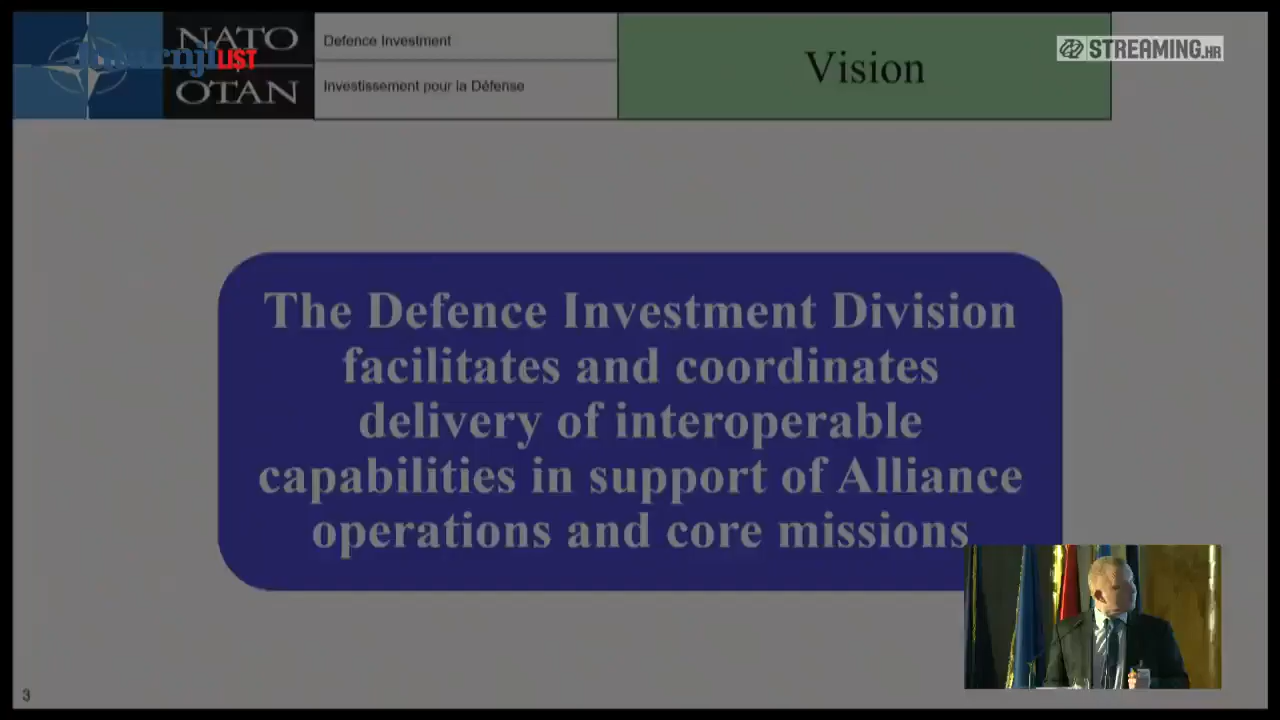 NATO
OTAN
Defence Investment
Investissement pour la Défense
Vision
STREAMING.HR
The Defence Investment Division
facilitates and coordinates
delivery of interoperable
capabilities in support of Alliance
operations and core missions
3